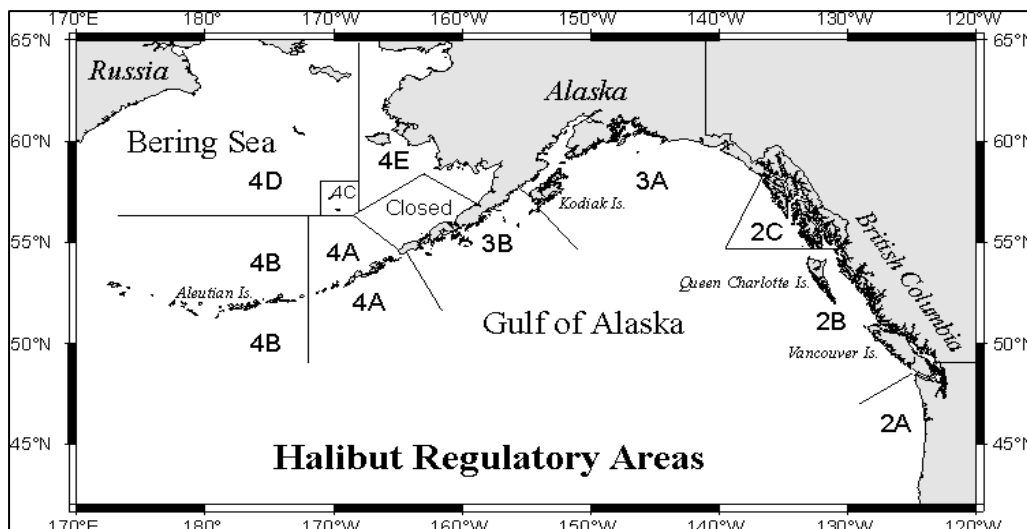 170°E 180° 170°W 160°W 150°W 140°W 130°W 120°W
65°N 65°N
Russia
Alaska
60°N 60°N
Bering Sea
4E
3A
4D
4C
Closed
Kodiak Is.
British Columbia
55°N 55°N
4A
3B
2C
4B
Queen Charlotte Is.
Aleutian Is.
4A
Gulf of Alaska
2B
50°N 50°N
4B
Vancouver Is.
2A
45°N 45°N
Halibut Regulatory Areas
170°E 180° 170°W 160°W 150°W 140°W 130°W 120°W